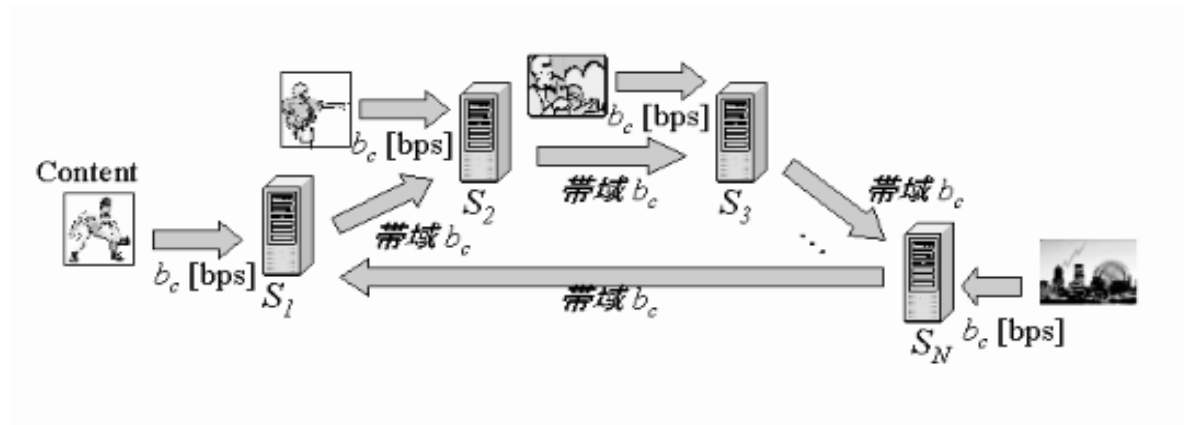 Content
b_c [bps]
S_1
b_c [bps]
S_2
b_c [bps]
S_3
帯域 b_c
帯域 b_c
帯域 b_c
...
帯域 b_c
S_N
b_c [bps]